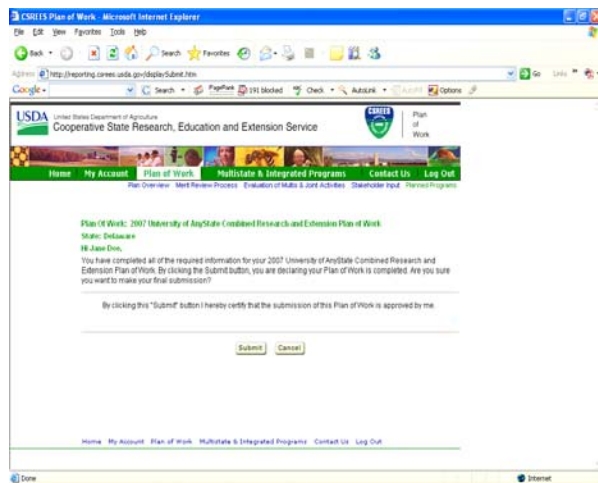 CSREES Plan of Work - Microsoft Internet Explorer
File Edit View Favorites Tools Help
Back Search Favorites
Address http://reporting.csrees.usda.gov/displaySubmit.htm Go Links
Google Search PageRank 191 blocked Check AutoLink Options
USDA United States Department of Agriculture
Cooperative State Research, Education and Extension Service
CSREES
Plan
of
Work
Home My Account Plan of Work Multistate & Integrated Programs Contact Us Log Out
Plan Overview Merit Review Process Evaluation of Multis & Joint Activities Stakeholder Input Planned Programs
Plan Of Work: 2007 University of AnyState Combined Research and Extension Plan of Work
State: Delaware
Hi Jane Doe,
You have completed all of the required information for your 2007 University of AnyState Combined Research and
Extension Plan of Work. By clicking the Submit button, you are declaring your Plan of Work is completed. Are you sure
you want to make your final submission?
By clicking this "Submit" button I hereby certify that the submission of this Plan of Work is approved by me.
Submit Cancel
Home My Account Plan of Work Multistate & Integrated Programs Contact Us Log Out
Done Internet